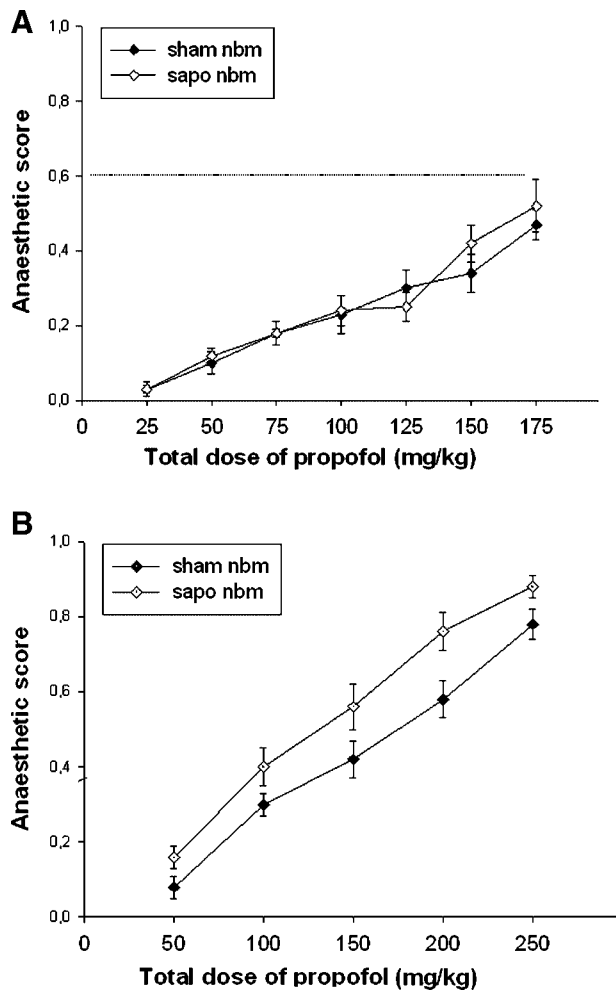 A
1,0
sham nbm
sapo nbm
0,8
0,6
0,4
0,2
0,0
Anaesthetic score
0 25 50 75 100 125 150 175
Total dose of propofol (mg/kg)
B
1,0
sham nbm
sapo nbm
0,8
0,6
0,4
0,2
0,0
Anaesthetic score
0 50 100 150 200 250
Total dose of propofol (mg/kg)